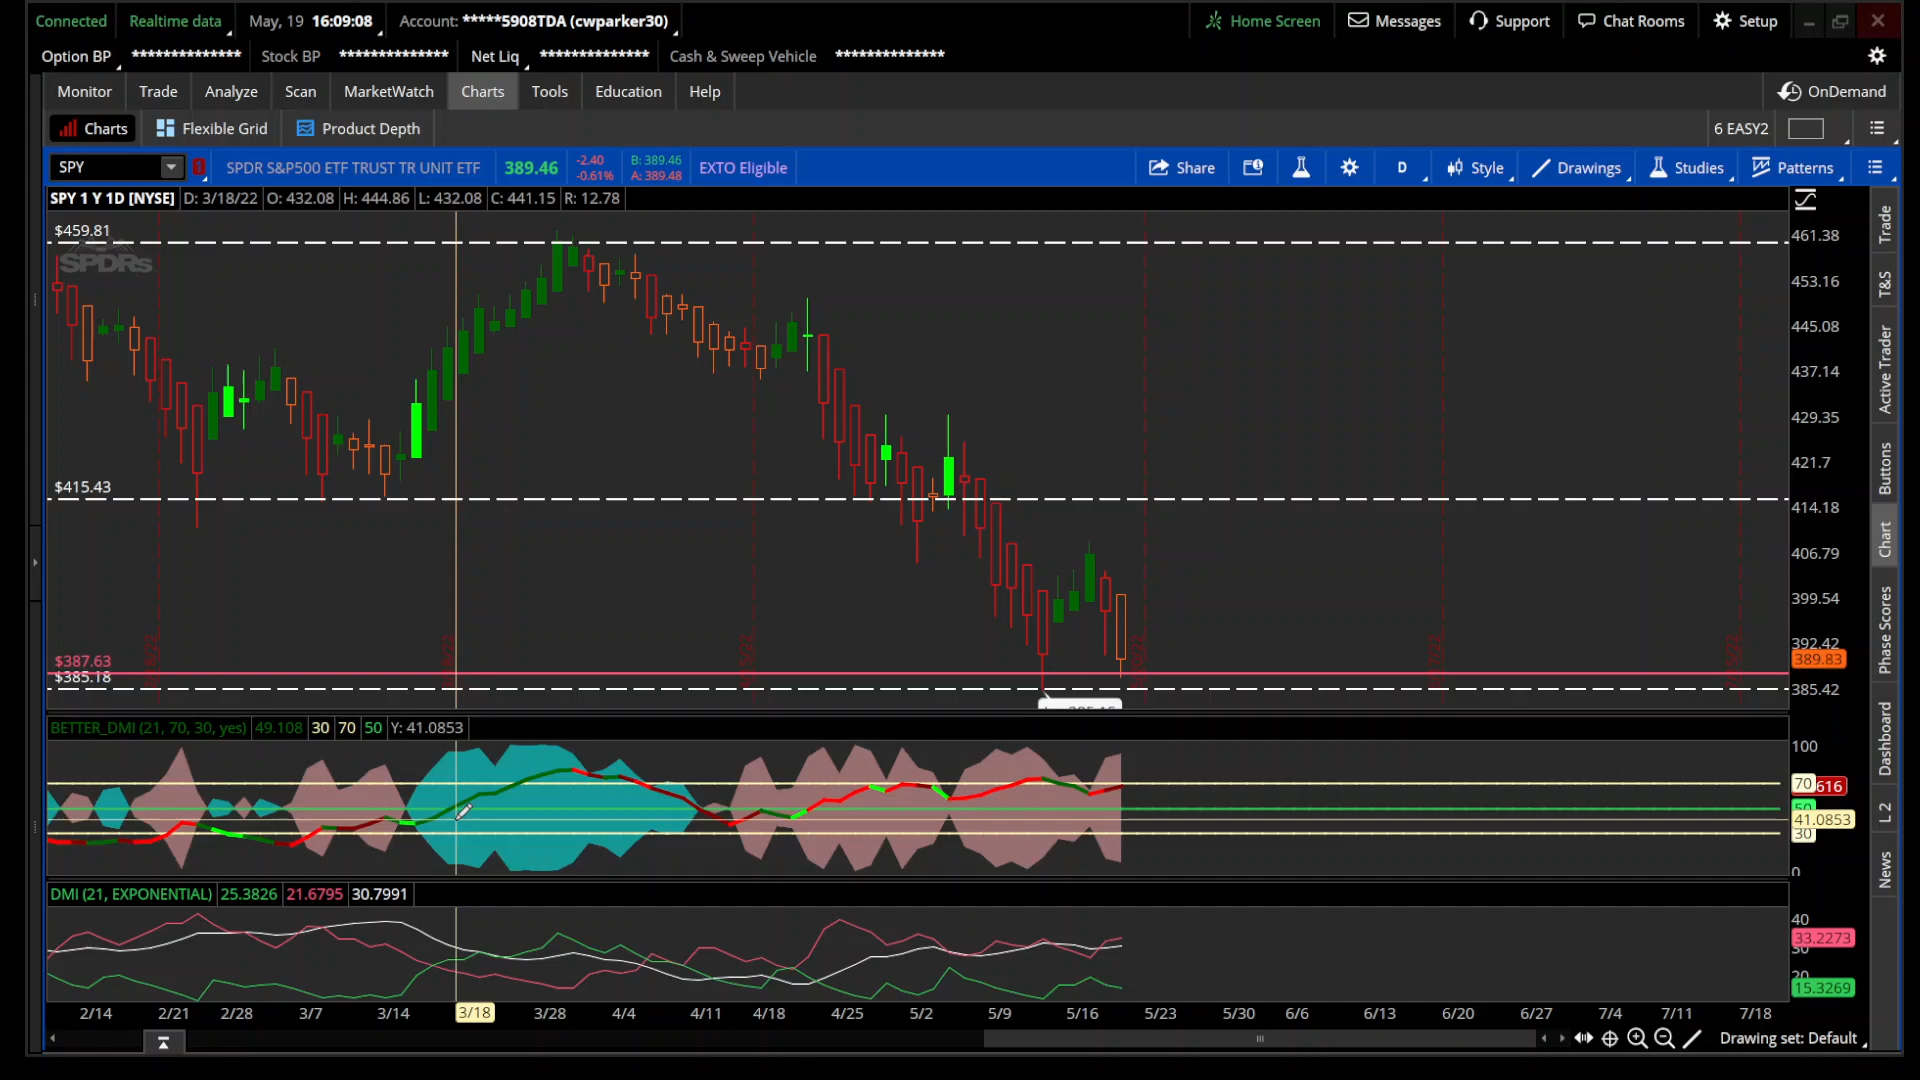 Connected Realtime data May, 19 16:09:08 Account: *****5908TDA (cwparker30) Home Screen Messages Support Chat Rooms Setup
Option BP ************** Stock BP ************** Net Liq ************** Cash & Sweep Vehicle **************
Monitor Trade Analyze Scan MarketWatch Charts Tools Education Help OnDemand
Charts Flexible Grid Product Depth 6 EASY2
SPY 1 SPDR S&P500 ETF TRUST TR UNIT ETF 389.46 -2.40 -0.61% B: 389.46 A: 389.48 EXTO Eligible Share D Style Drawings Studies Patterns
SPY 1 Y 1D [NYSE] D: 3/18/22 O: 432.08 H: 444.86 L: 432.08 C: 441.15 R: 12.78
$459.81
SPDRs
$415.43
$387.63
$385.18
461.38
453.16
445.08
437.14
429.35
421.7
414.18
406.79
399.54
392.42
389.83
385.42
BETTER_DMI (21, 70, 30, yes) 49.108 30 70 50 Y: 41.0853
100
70 616
50
41.0853
30
0
DMI (21, EXPONENTIAL) 25.3826 21.6795 30.7991
40
33.2273
30
20
15.3269
2/14 2/21 2/28 3/7 3/14 3/18 3/28 4/4 4/11 4/18 4/25 5/2 5/9 5/16 5/23 5/30 6/6 6/13 6/20 6/27 7/4 7/11 7/18
Drawing set: Default
Trade
T&S
Active Trader
Buttons
Chart
Phase Scores
Dashboard
L 2
News